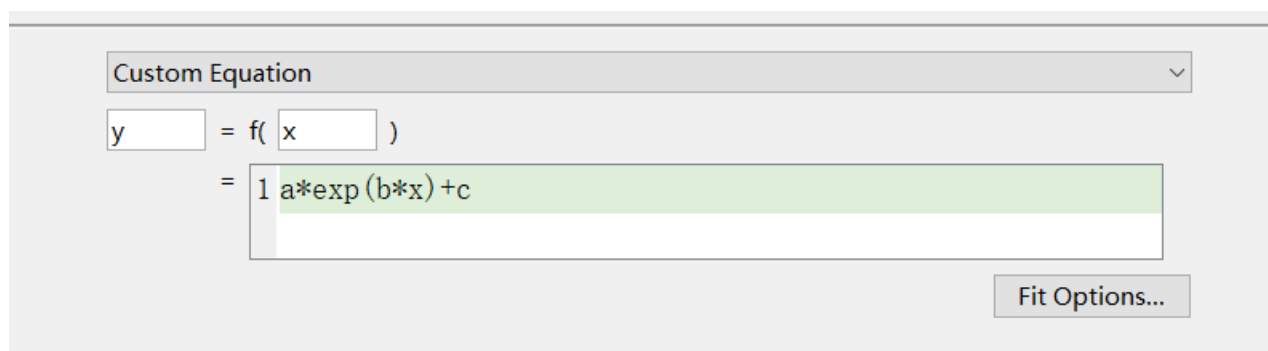 Custom Equation
y = f( x )
= 1 a*exp(b*x)+c
Fit Options...